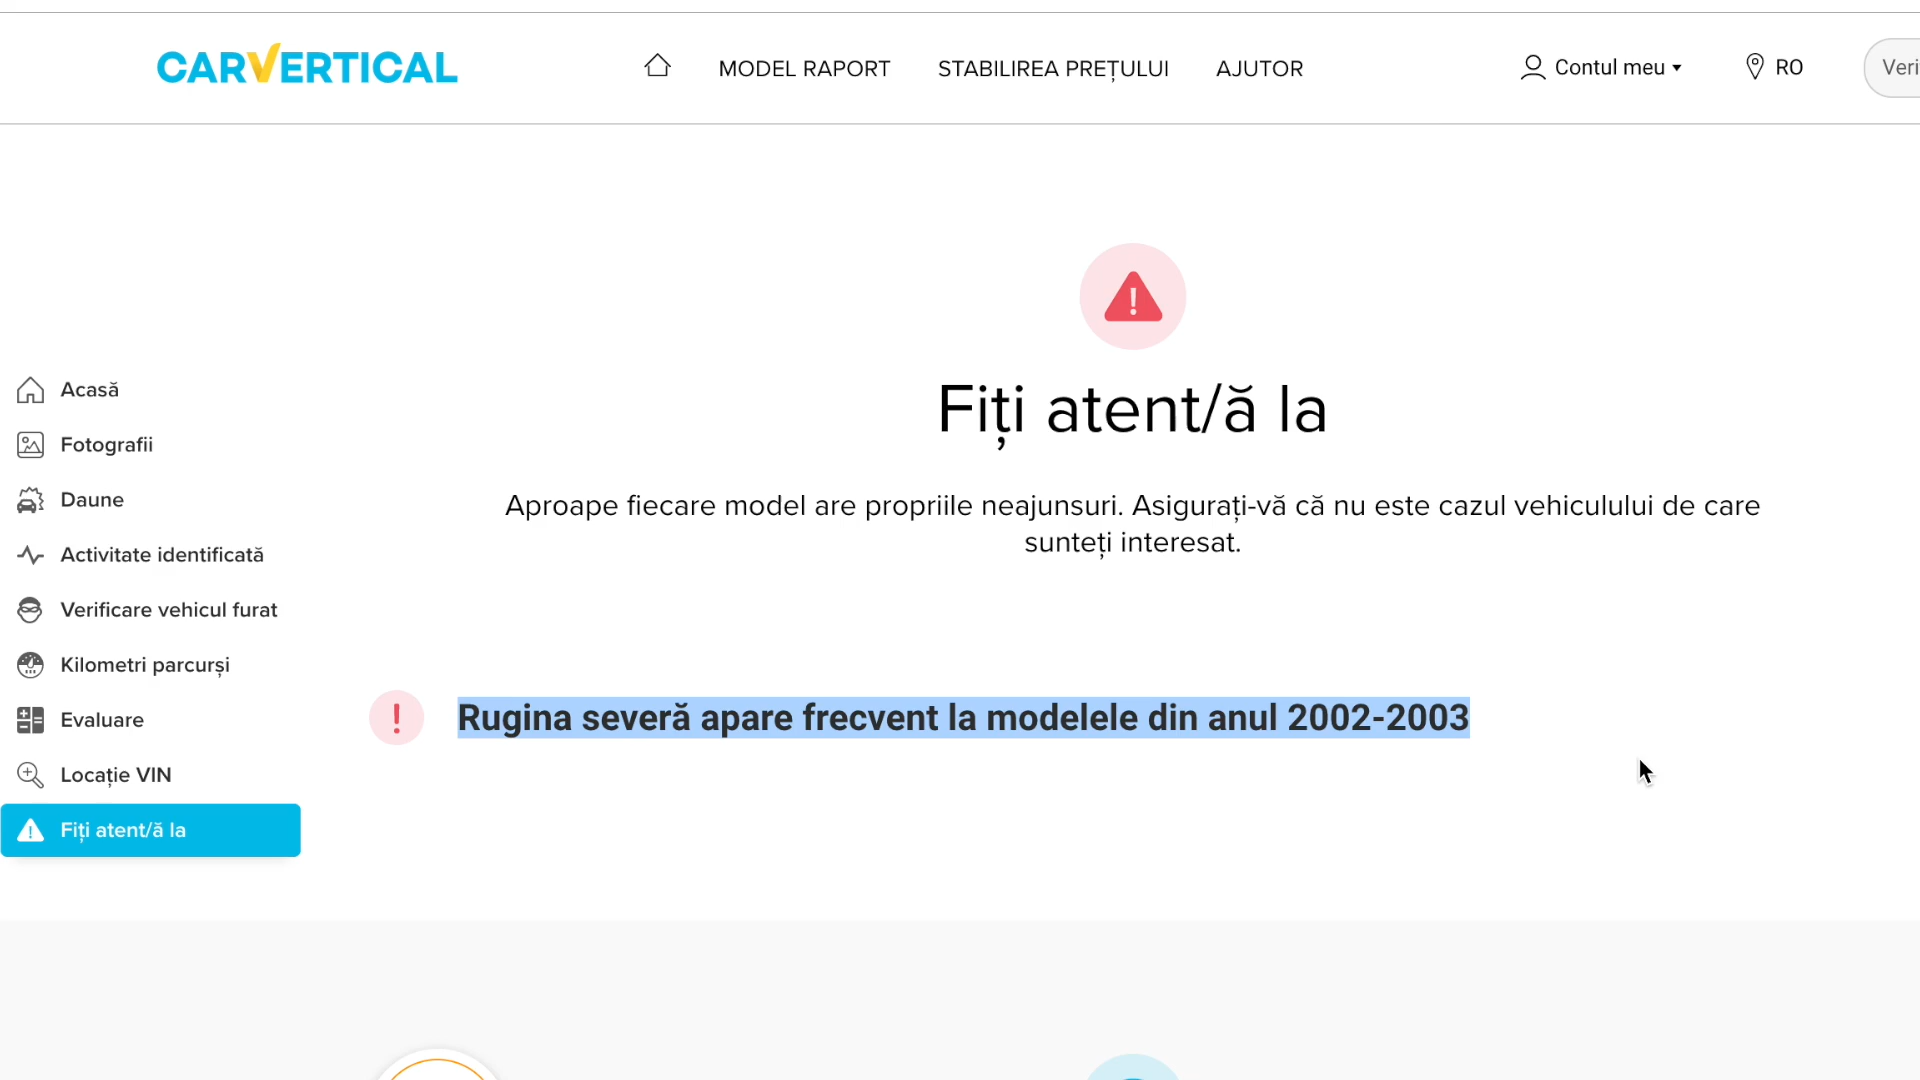 CARVERTICAL
MODEL RAPORT
STABILIREA PREȚULUI
AJUTOR
Contul meu
RO
Veri
Fiți atent/ă la
Aproape fiecare model are propriile neajunsuri. Asigurați-vă că nu este cazul vehiculului de care
sunteți interesat.
Acasă
Fotografii
Daune
Activitate identificată
Verificare vehicul furat
Kilometri parcurși
Evaluare
Locație VIN
Fiți atent/ă la
Rugina severă apare frecvent la modelele din anul 2002-2003